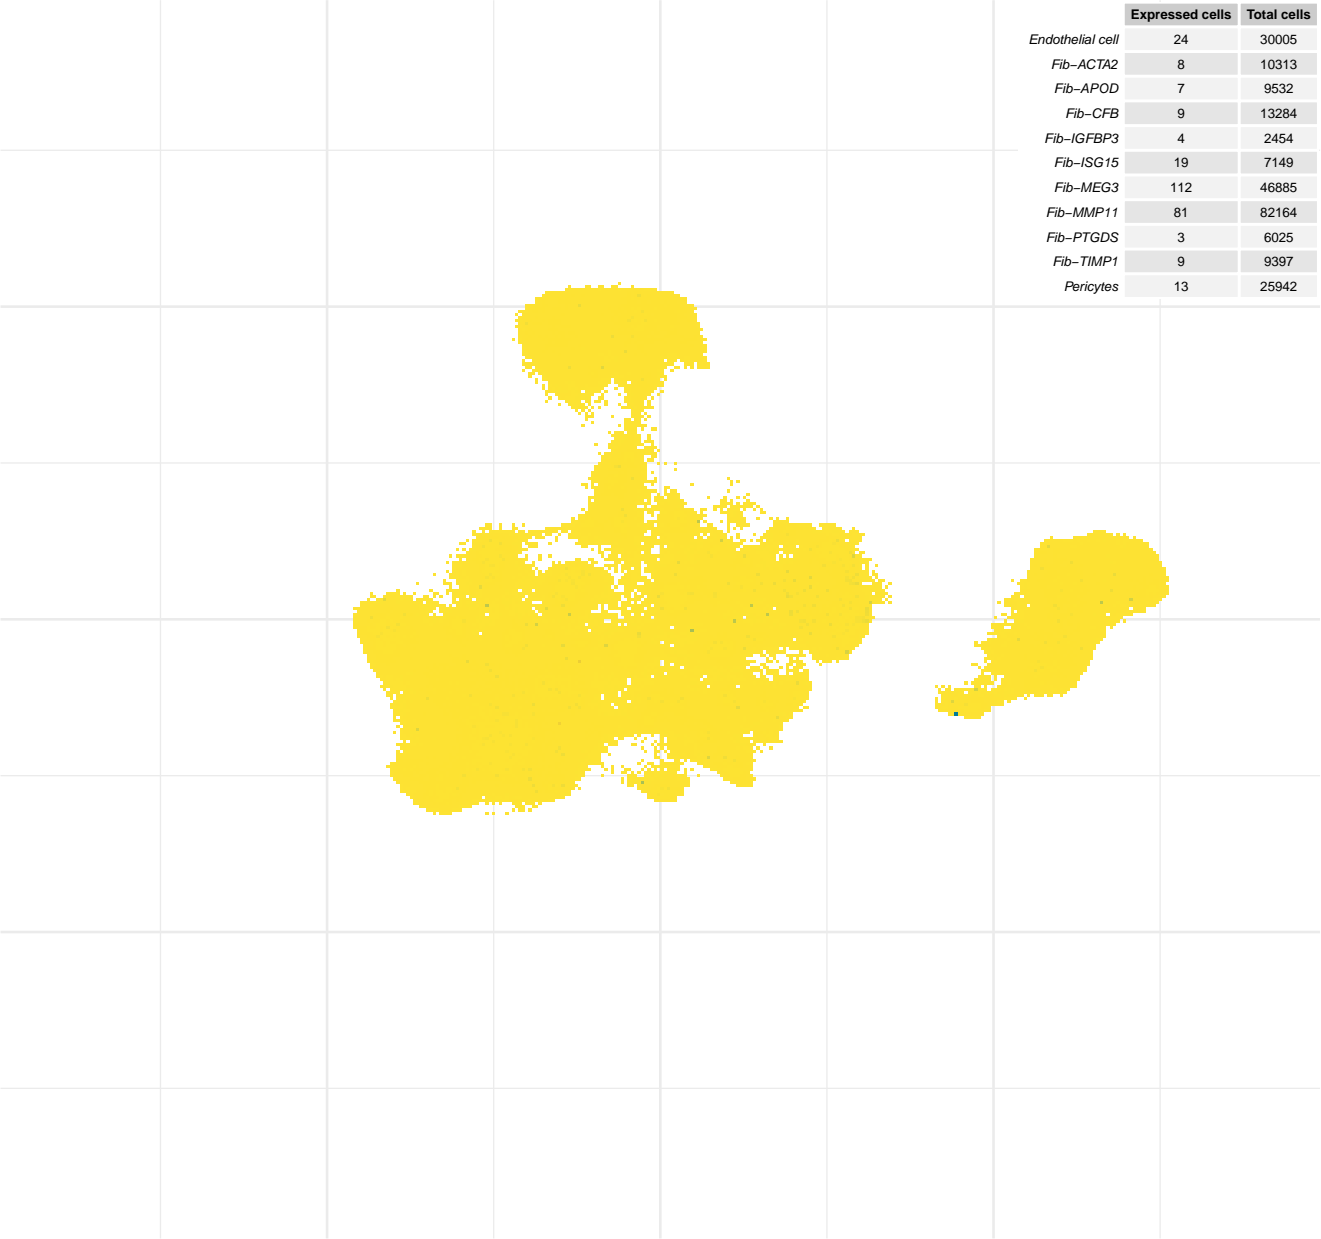 Expressed cells Total cells
Endothelial cell 24 30005
Fib−ACTA2 8 10313
Fib−APOD 7 9532
Fib−CFB 9 13284
Fib−IGFBP3 4 2454
Fib−ISG15 19 7149
Fib−MEG3 112 46885
Fib−MMP11 81 82164
Fib−PTGDS 3 6025
Fib−TIMP1 9 9397
Pericytes 13 25942